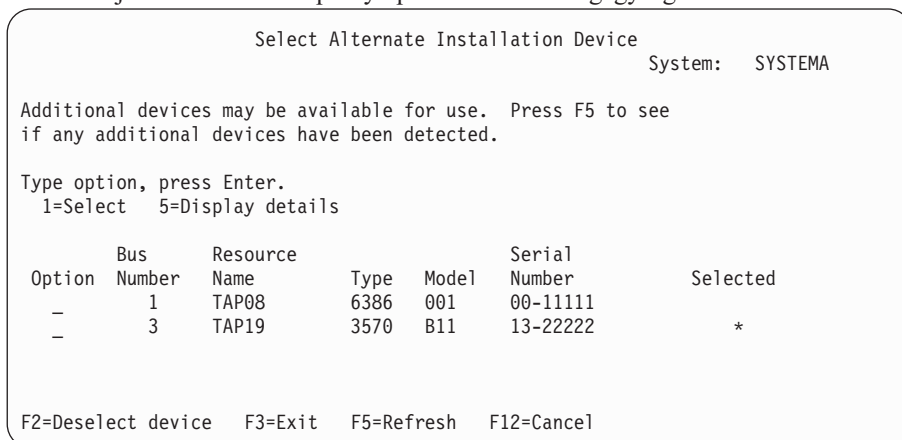 Select Alternate Installation Device
System: SYSTEMA
Additional devices may be available for use. Press F5 to see
if any additional devices have been detected.
Type option, press Enter.
1=Select 5=Display details
Bus Resource Serial
Option Number Name Type Model Number Selected
_ 1 TAP08 6386 001 00-11111
_ 3 TAP19 3570 B11 13-22222 *
F2=Deselect device F3=Exit F5=Refresh F12=Cancel